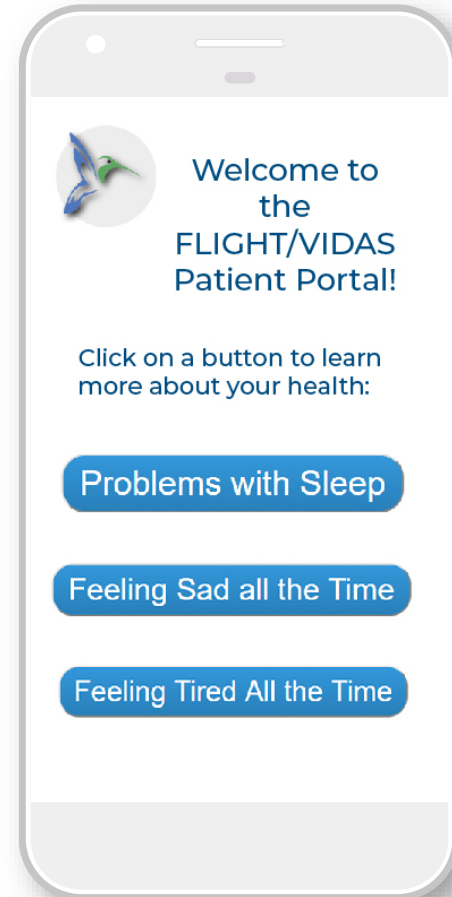 Welcome to
the
FLIGHT/VIDAS
Patient Portal!
Click on a button to learn
more about your health:
Problems with Sleep
Feeling Sad all the Time
Feeling Tired All the Time